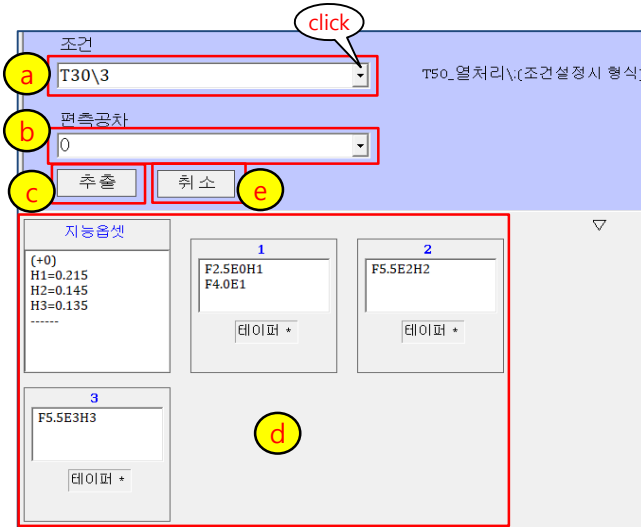 click
조건
a
T30\3
T50_열처리\:(조건설정시 형식)
b
편측공차
0
c
추출
취소
e
지능옵셋
(+0)
H1=0.215
H2=0.145
H3=0.135
------
1
F2.5E0H1
F4.0E1
테이퍼 *
2
F5.5E2H2
테이퍼 *
▽
3
F5.5E3H3
테이퍼 *
d